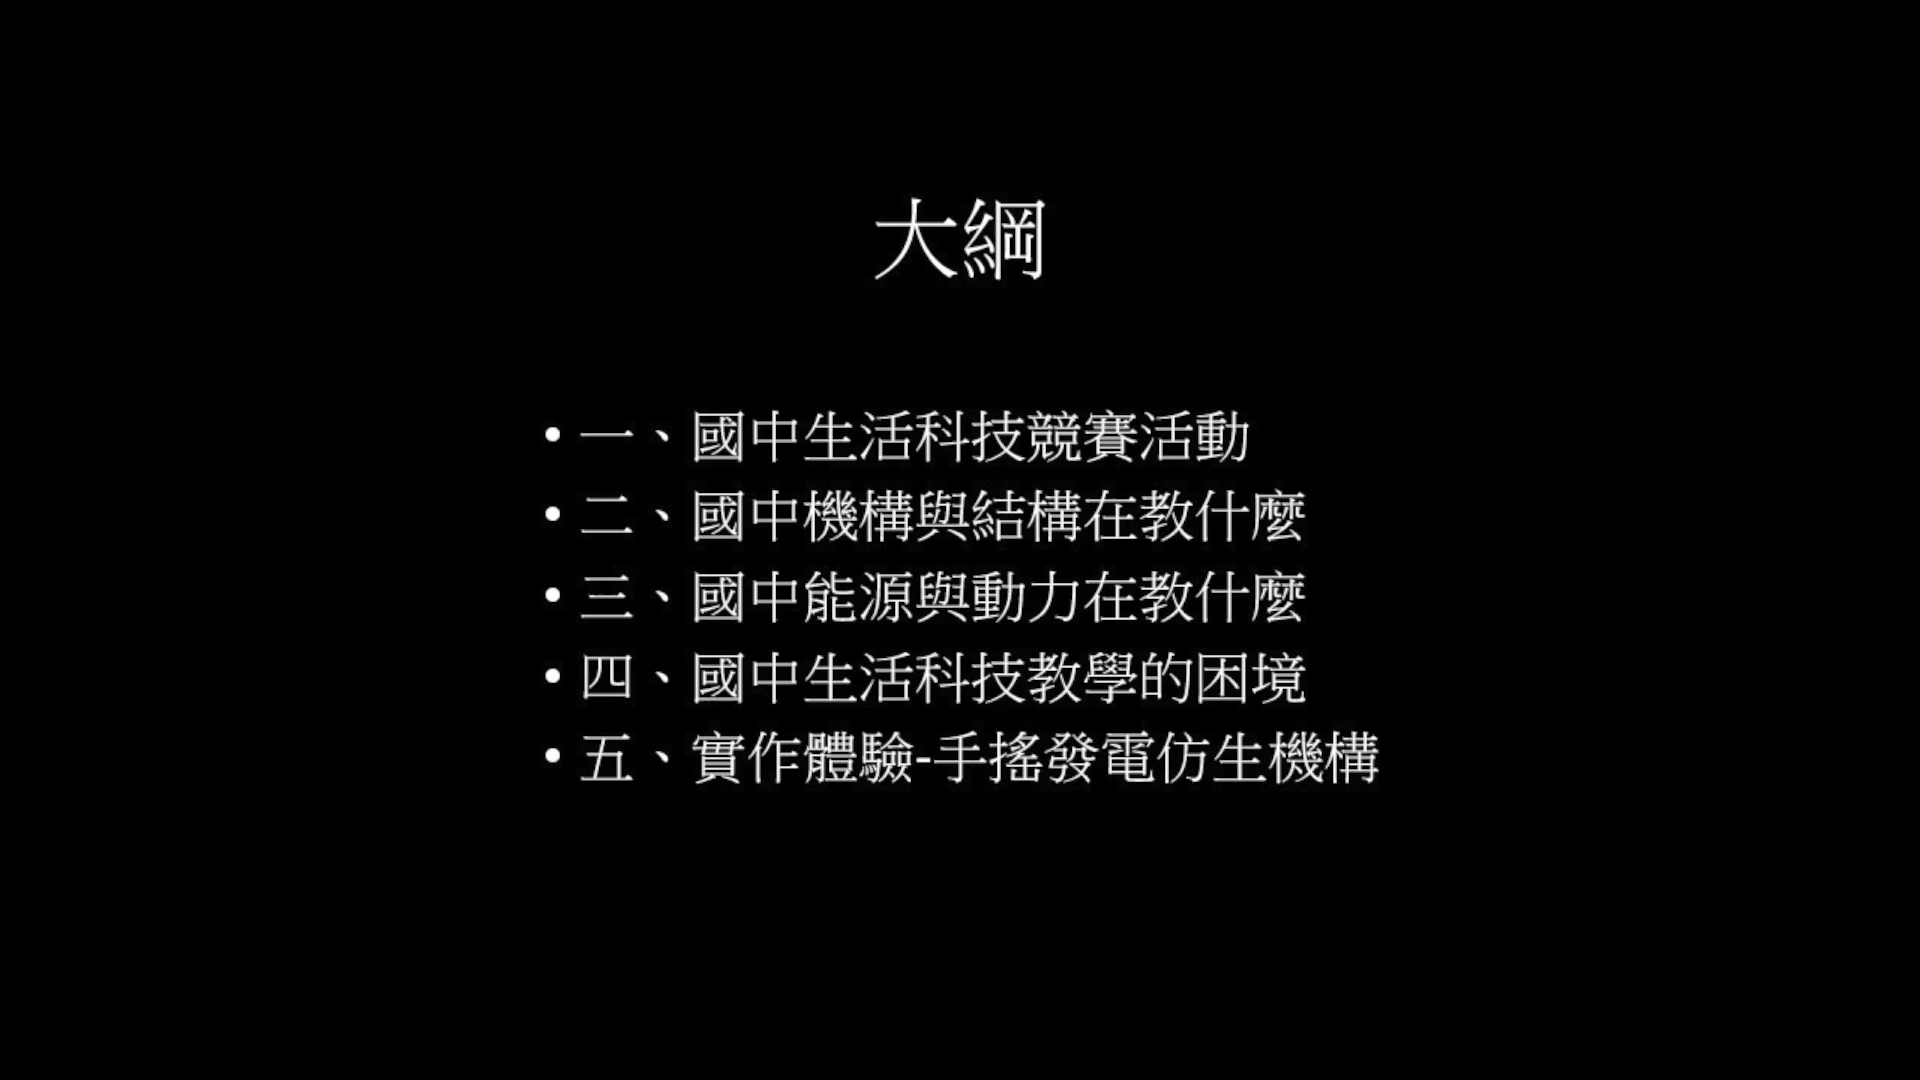 大綱
• 一、國中生活科技競賽活動
• 二、國中機構與結構在教什麼
• 三、國中能源與動力在教什麼
• 四、國中生活科技教學的困境
• 五、實作體驗-手搖發電仿生機構